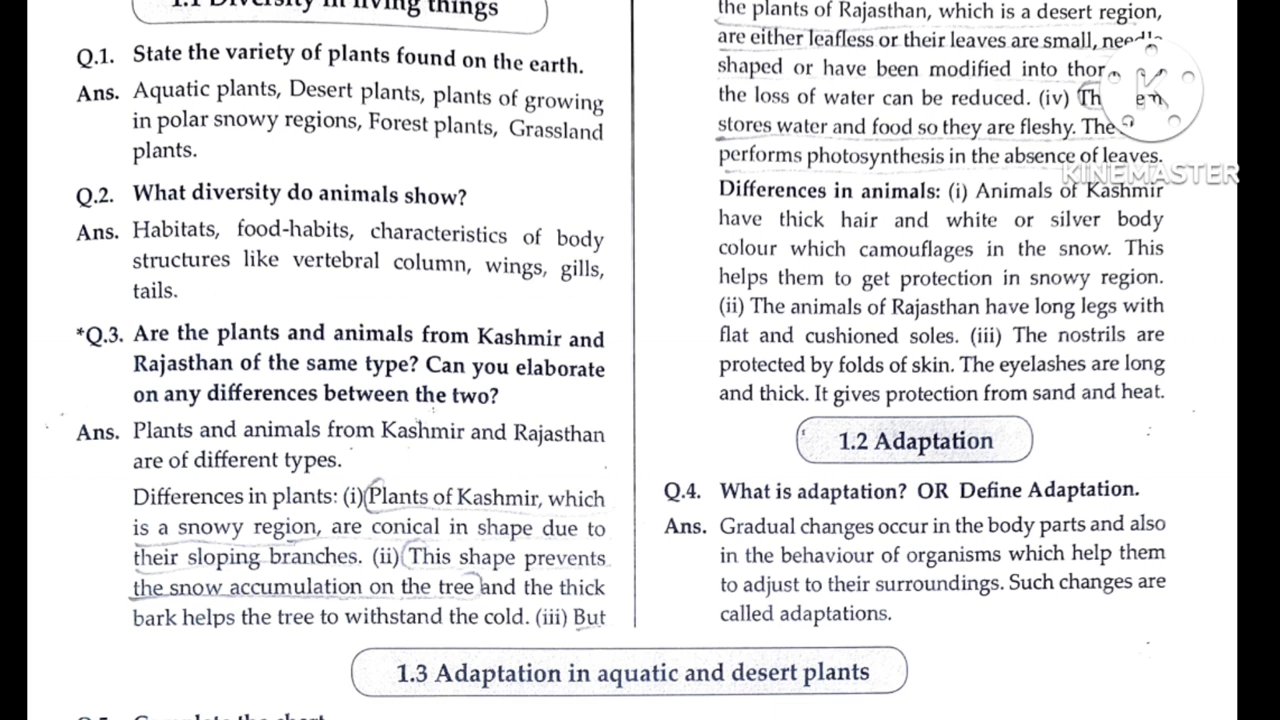 1.1 Diversity in living things
Q.1. State the variety of plants found on the earth.
Ans. Aquatic plants, Desert plants, plants of growing
in polar snowy regions, Forest plants, Grassland
plants.
Q.2. What diversity do animals show?
Ans. Habitats, food-habits, characteristics of body
structures like vertebral column, wings, gills,
tails.
*Q.3. Are the plants and animals from Kashmir and
Rajasthan of the same type? Can you elaborate
on any differences between the two?
Ans. Plants and animals from Kashmir and Rajasthan
are of different types.
Differences in plants: (i) Plants of Kashmir, which
is a snowy region, are conical in shape due to
their sloping branches. (ii) This shape prevents
the snow accumulation on the tree and the thick
bark helps the tree to withstand the cold. (iii) But
the plants of Rajasthan, which is a desert region,
are either leafless or their leaves are small,
shaped or have been modified into
the loss of water can be reduced. (iv)
stores water and food so they are fleshy.
performs photosynthesis in the absence of leaves.
KINEMASTER
Differences in animals: (i) Animals of Kashmir
have thick hair and white or silver body
colour which camouflages in the snow. This
helps them to get protection in snowy region.
(ii) The animals of Rajasthan have long legs with
flat and cushioned soles. (iii) The nostrils are
protected by folds of skin. The eyelashes are long
and thick. It gives protection from sand and heat.
1.2 Adaptation
Q.4. What is adaptation? OR Define Adaptation.
Ans. Gradual changes occur in the body parts and also
in the behaviour of organisms which help them
to adjust to their surroundings. Such changes are
called adaptations.
1.3 Adaptation in aquatic and desert plants